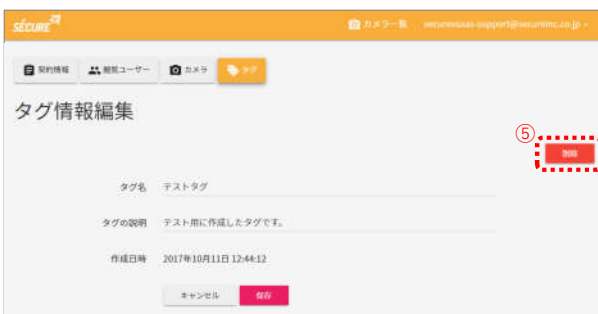 SECURE カメラ一覧 securevsaas-support@secureinc.co.jp
契約情報 閲覧ユーザー カメラ タグ
タグ情報編集
⑤
削除
タグ名 テストタグ
タグの説明 テスト用に作成したタグです。
作成日時 2017年10月11日 12:44:12
キャンセル 保存